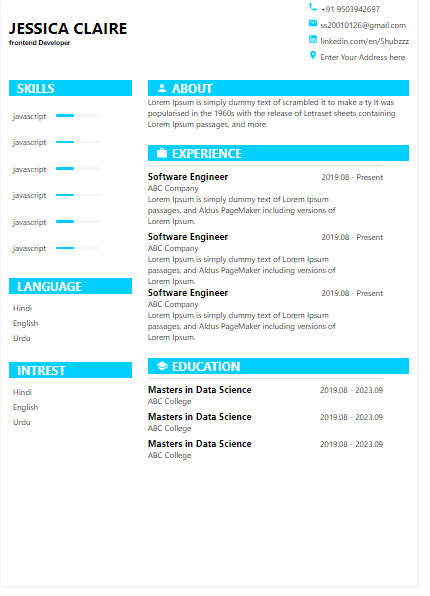 JESSICA CLAIRE
frontend Developer
+91 9503942697
ss20010126@gmail.com
linkedin.com/en/Shubzzz
Enter Your Address here
SKILLS
javascript
javascript
javascript
javascript
javascript
javascript
LANGUAGE
Hindi
English
Urdu
INTREST
Hindi
English
Urdu
ABOUT
Lorem Ipsum is simply dummy text of scrambled it to make a ty It was
popularised in the 1960s with the release of Letraset sheets containing
Lorem Ipsum passages, and more.
EXPERIENCE
Software Engineer 2019.08 - Present
ABC Company
Lorem Ipsum is simply dummy text of Lorem Ipsum
passages, and Aldus PageMaker including versions of
Lorem Ipsum.
Software Engineer 2019.08 - Present
ABC Company
Lorem Ipsum is simply dummy text of Lorem Ipsum
passages, and Aldus PageMaker including versions of
Lorem Ipsum.
Software Engineer 2019.08 - Present
ABC Company
Lorem Ipsum is simply dummy text of Lorem Ipsum
passages, and Aldus PageMaker including versions of
Lorem Ipsum.
EDUCATION
Masters in Data Science 2019.08 - 2023.09
ABC College
Masters in Data Science 2019.08 - 2023.09
ABC College
Masters in Data Science 2019.08 - 2023.09
ABC College